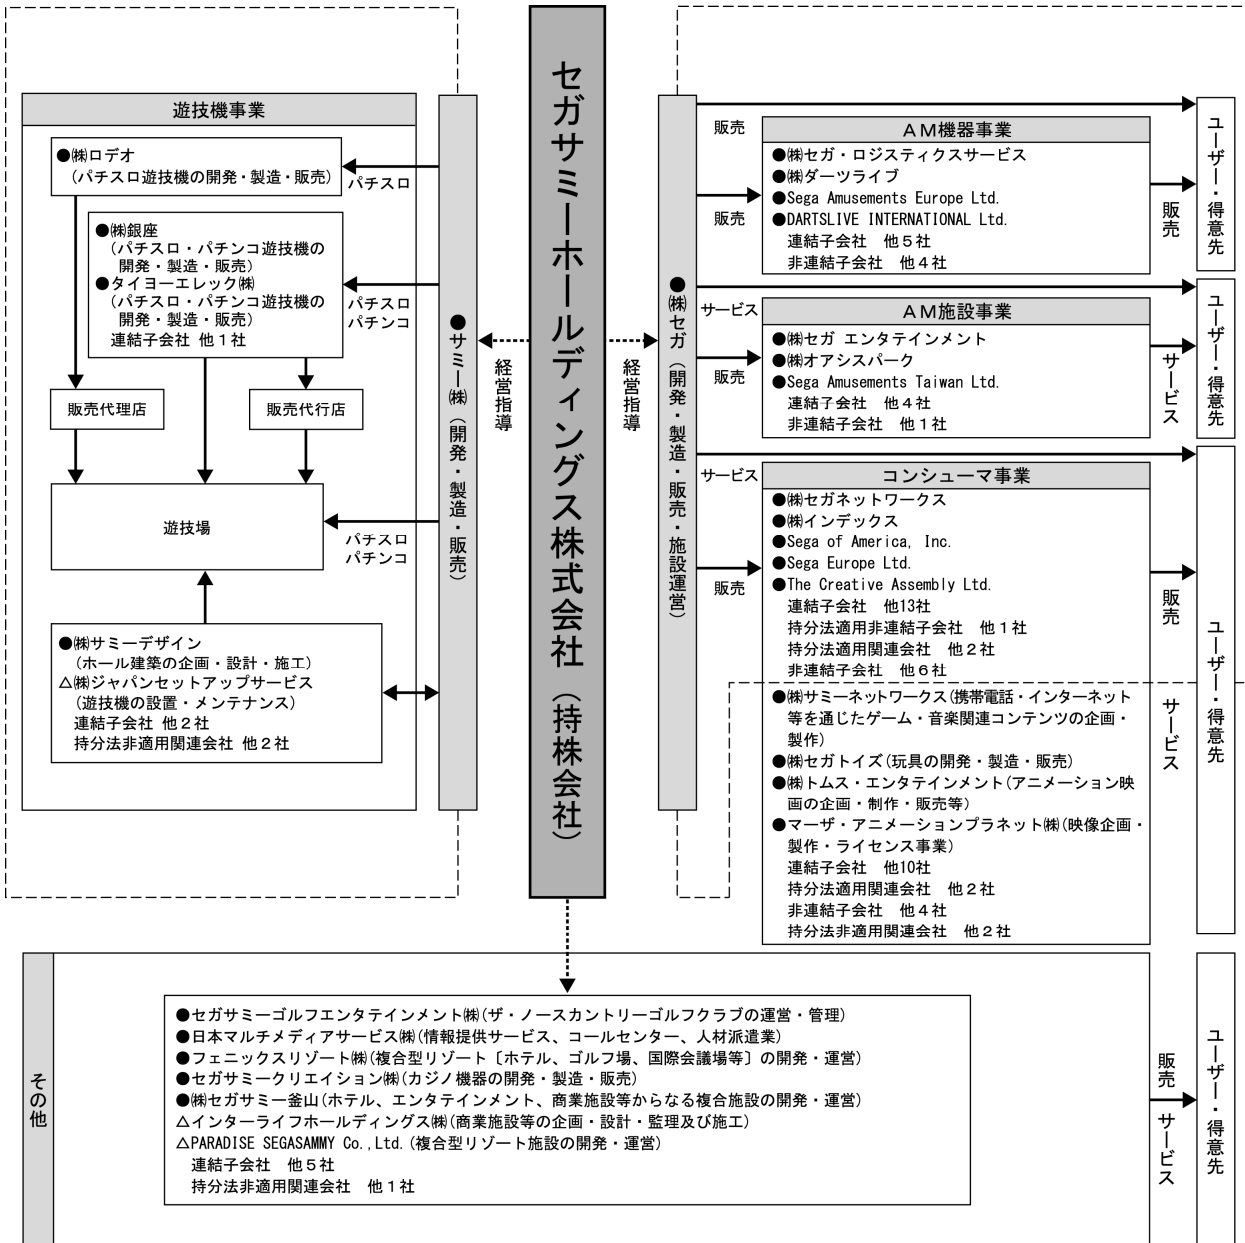 セガサミーホールディングス株式会社（持株会社）
経営指導
経営指導
●サミー㈱（開発・製造・販売）
遊技機事業
●㈱ロデオ
（パチスロ遊技機の開発・製造・販売）
パチスロ
●㈱銀座
（パチスロ・パチンコ遊技機の
開発・製造・販売）
●タイヨーエレック㈱
（パチスロ・パチンコ遊技機の
開発・製造・販売）
連結子会社 他１社
パチスロ
パチンコ
販売代理店
販売代行店
遊技場
パチスロ
パチンコ
●㈱サミーデザイン
（ホール建築の企画・設計・施工）
△㈱ジャパンセットアップサービス
（遊技機の設置・メンテナンス）
連結子会社 他２社
持分法非適用関連会社 他２社
●㈱セガ（開発・製造・販売・施設運営）
販売
販売
ＡＭ機器事業
●㈱セガ・ロジスティクスサービス
●㈱ダーツライブ
●Sega Amusements Europe Ltd.
●DARTSLIVE INTERNATIONAL Ltd.
連結子会社　他５社
非連結子会社　他４社
販売
ユーザー・得意先
サービス
販売
ＡＭ施設事業
●㈱セガ エンタテインメント
●㈱オアシスパーク
●Sega Amusements Taiwan Ltd.
連結子会社　他４社
非連結子会社　他１社
サービス
ユーザー・得意先
サービス
販売
コンシューマ事業
●㈱セガネットワークス
●㈱インデックス
●Sega of America, Inc.
●Sega Europe Ltd.
●The Creative Assembly Ltd.
連結子会社　他13社
持分法適用非連結子会社　他１社
持分法適用関連会社　他２社
非連結子会社　他６社
●㈱サミーネットワークス(携帯電話・インターネット
等を通じたゲーム・音楽関連コンテンツの企画・
製作)
●㈱セガトイズ(玩具の開発・製造・販売)
●㈱トムス・エンタテインメント(アニメーション映
画の企画・制作・販売等)
●マーザ・アニメーションプラネット㈱(映像企画・
製作・ライセンス事業)
連結子会社　他10社
持分法適用関連会社　他２社
非連結子会社　他４社
持分法非適用関連会社　他２社
販売
サービス
ユーザー・得意先
その他
●セガサミーゴルフエンタテインメント㈱(ザ・ノースカントリーゴルフクラブの運営・管理)
●日本マルチメディアサービス㈱(情報提供サービス、コールセンター、人材派遣業)
●フェニックスリゾート㈱(複合型リゾート〔ホテル、ゴルフ場、国際会議場等〕の開発・運営)
●セガサミークリエイション㈱(カジノ機器の開発・製造・販売)
●㈱セガサミー釜山(ホテル、エンタテインメント、商業施設等からなる複合施設の開発・運営)
△インターライフホールディングス㈱(商業施設等の企画・設計・監理及び施工)
△PARADISE SEGASAMMY Co.,Ltd.(複合型リゾート施設の開発・運営)
連結子会社　他５社
持分法非適用関連会社　他１社
販売
サービス
ユーザー・得意先